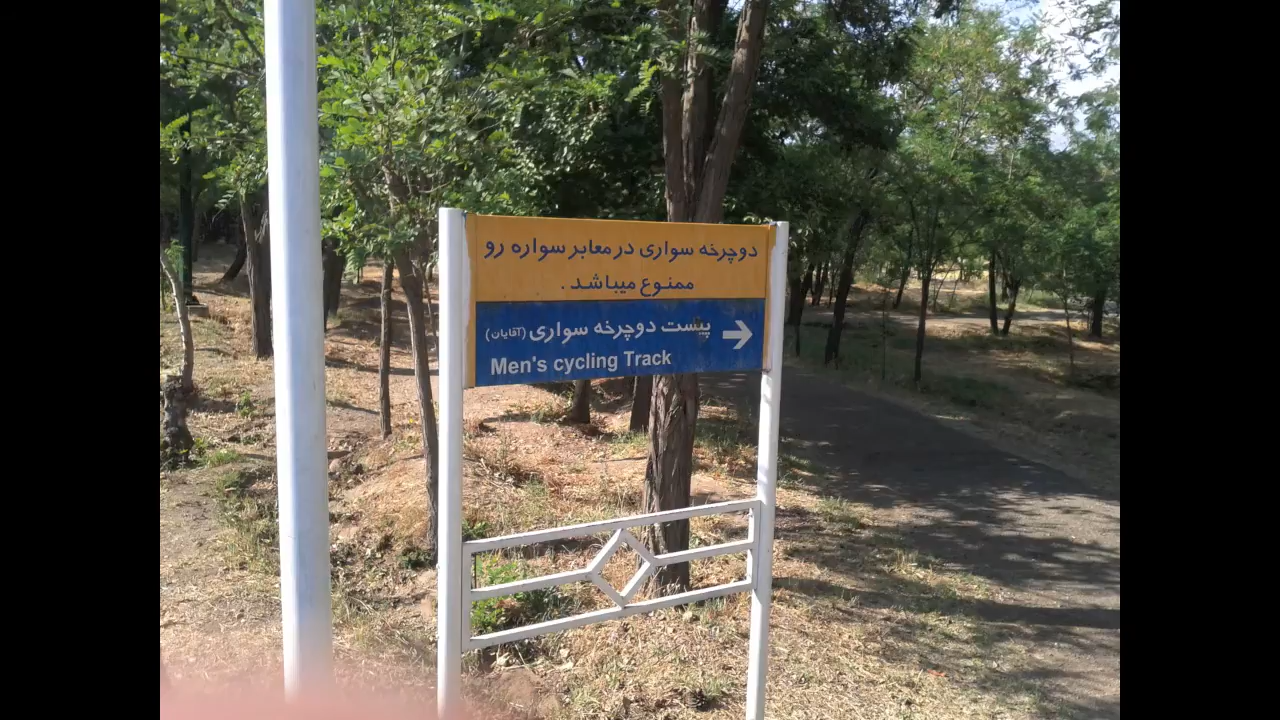 دوچرخه سواری در معابر سواره رو
ممنوع میباشد .
پیست دوچرخه سواری (آقایان)
Men's cycling Track